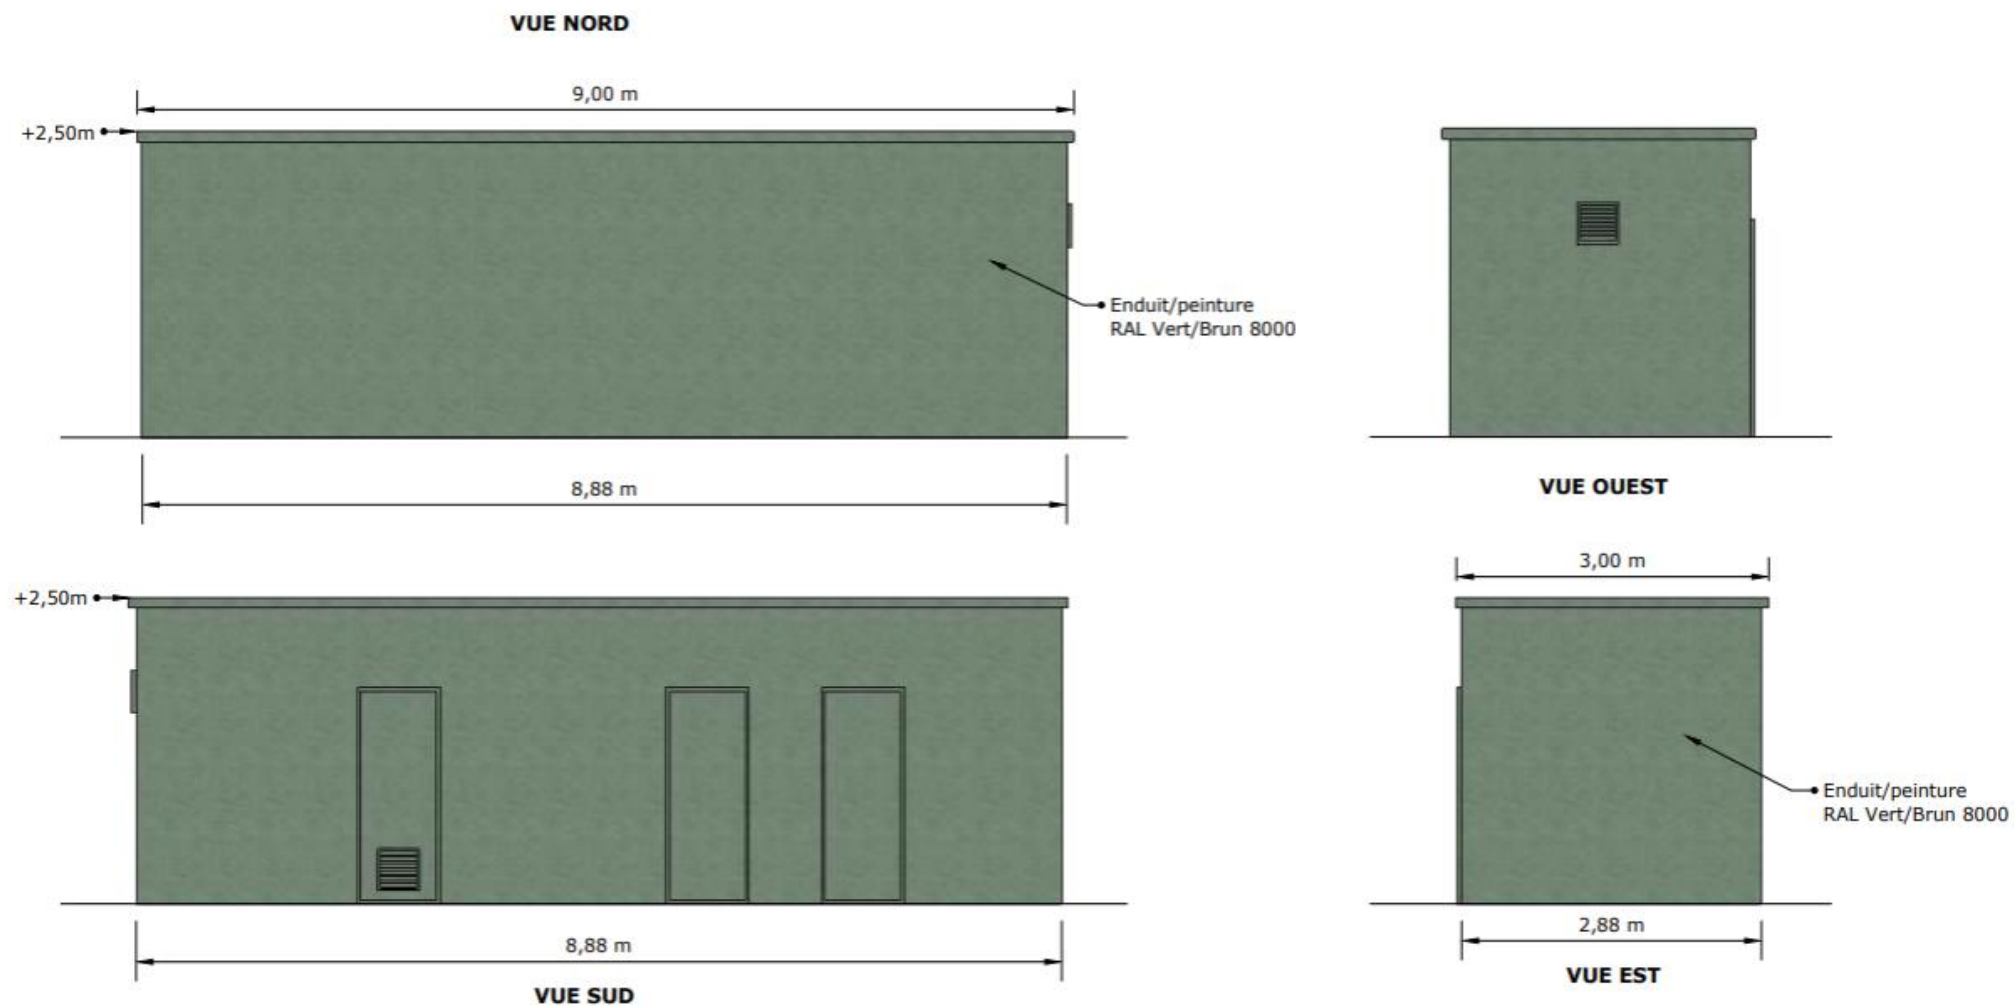 VUE NORD
9,00 m
+2,50m
Enduit/peinture
RAL Vert/Brun 8000
8,88 m
VUE OUEST
3,00 m
+2,50m
Enduit/peinture
RAL Vert/Brun 8000
8,88 m
2,88 m
VUE SUD
VUE EST